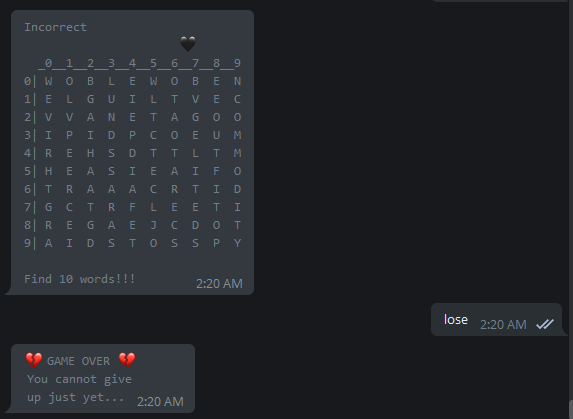 Incorrect
🖤
_0__1__2__3__4__5__6__7__8__9
0| W O B L E W O B E N
1| E L G U I L T V E C
2| V V A N E T A G O O
3| I P I D P C O E U M
4| R E H S D T T L T M
5| H E A S I E A I F O
6| T R A A A C R T I D
7| G C T R F L E E T I
8| R E G A E J C D O T
9| A I D S T O S S P Y
Find 10 words!!! 2:20 AM
lose 2:20 AM
💔 GAME OVER 💔
You cannot give
up just yet... 2:20 AM